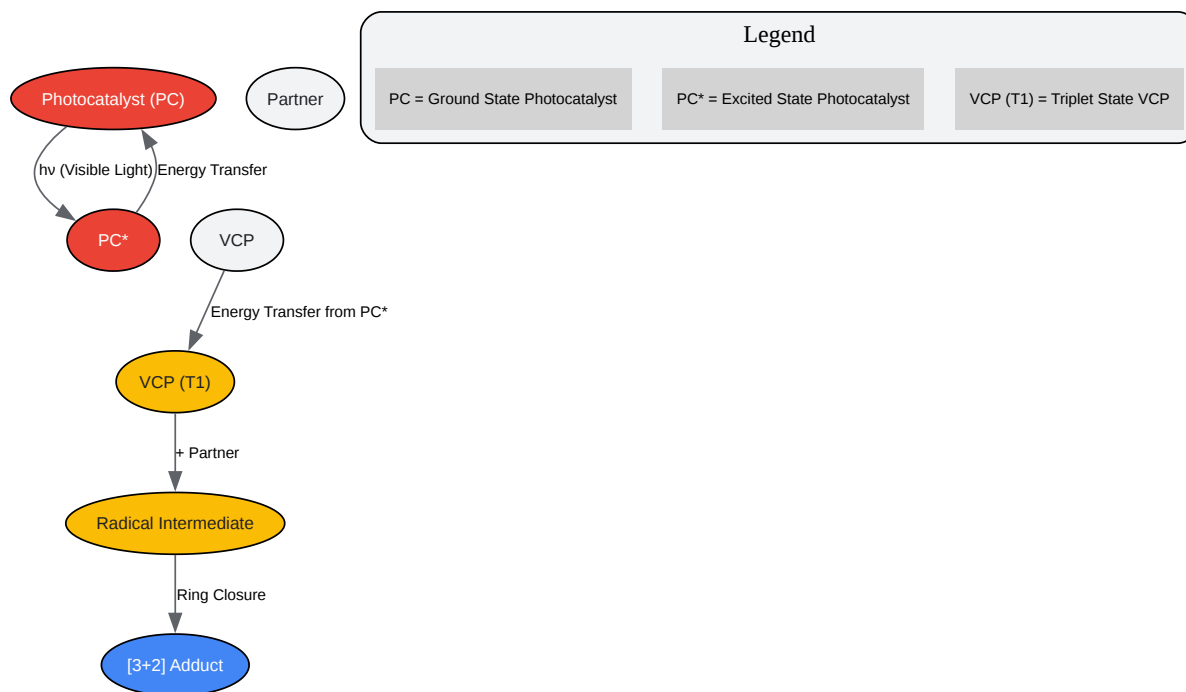 Legend
Photocatalyst (PC)
Partner
PC = Ground State Photocatalyst
PC* = Excited State Photocatalyst
VCP (T1) = Triplet State VCP
hν (Visible Light)
Energy Transfer
PC*
VCP
Energy Transfer from PC*
VCP (T1)
+ Partner
Radical Intermediate
Ring Closure
[3+2] Adduct